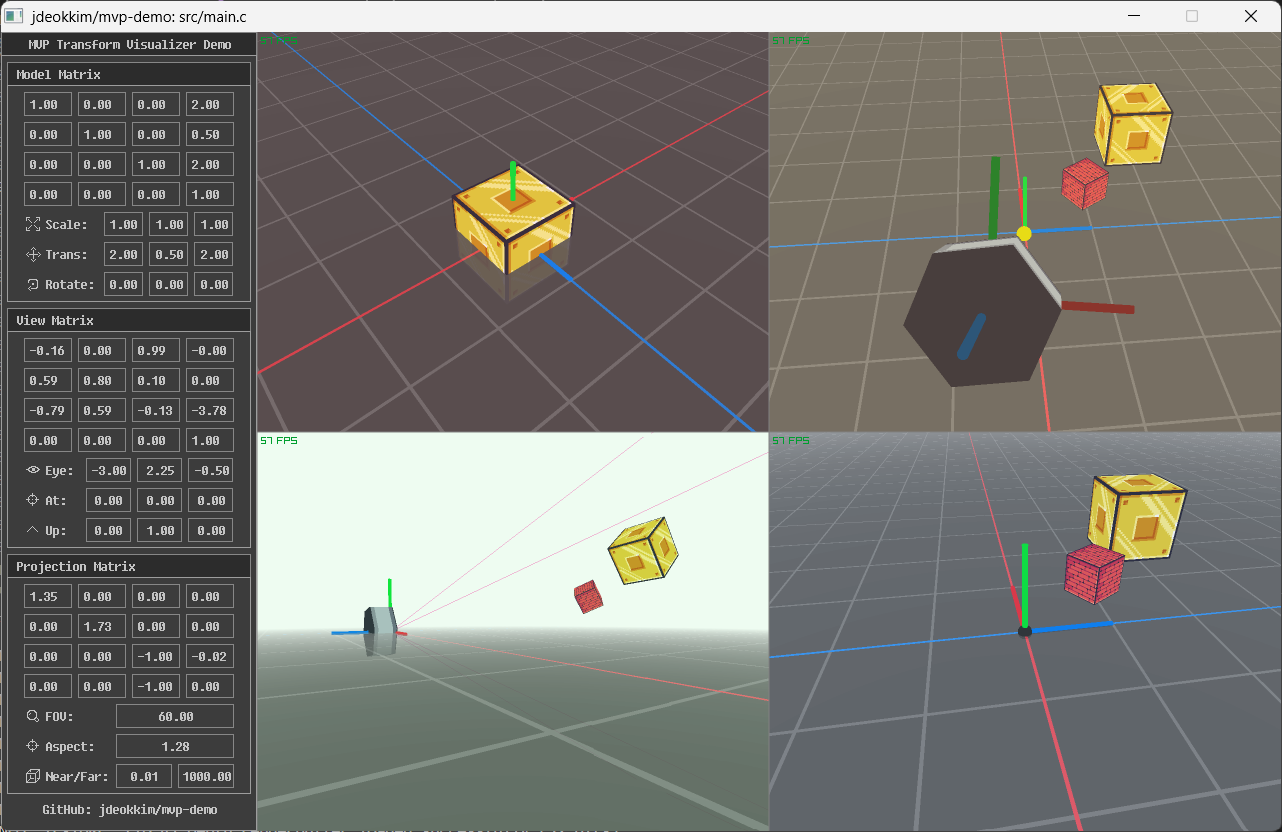 jdeokkim/mvp-demo: src/main.c
MVP Transform Visualizer Demo
Model Matrix
1.00 0.00 0.00 2.00
0.00 1.00 0.00 0.50
0.00 0.00 1.00 2.00
0.00 0.00 0.00 1.00
Scale: 1.00 1.00 1.00
Trans: 2.00 0.50 2.00
Rotate: 0.00 0.00 0.00
View Matrix
-0.16 0.00 0.99 -0.00
0.59 0.80 0.10 0.00
-0.79 0.59 -0.13 -3.78
0.00 0.00 0.00 1.00
Eye: -3.00 2.25 -0.50
At: 0.00 0.00 0.00
Up: 0.00 1.00 0.00
Projection Matrix
1.35 0.00 0.00 0.00
0.00 1.73 0.00 0.00
0.00 0.00 -1.00 -0.02
0.00 0.00 -1.00 0.00
FOV: 60.00
Aspect: 1.28
Near/Far: 0.01 1000.00
GitHub: jdeokkim/mvp-demo
57 FPS
57 FPS
57 FPS
57 FPS